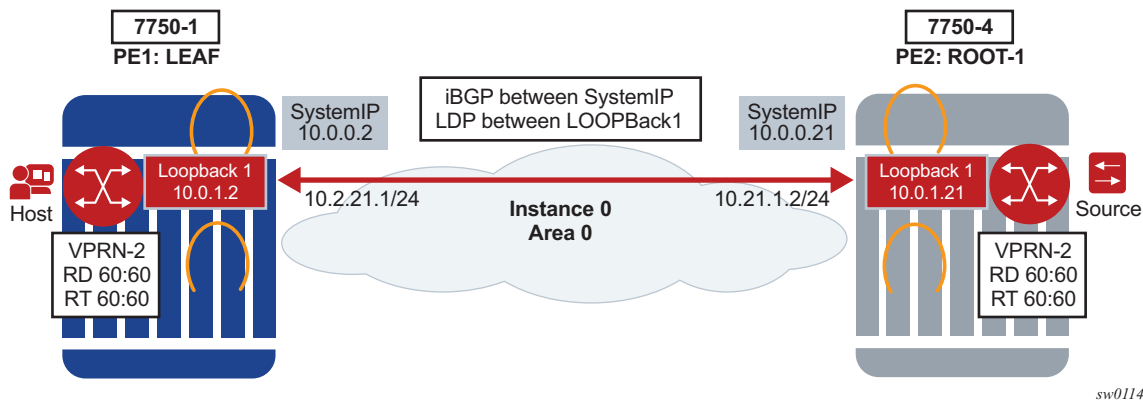 7750-1
PE1: LEAF
7750-4
PE2: ROOT-1
iBGP between SystemIP
LDP between LOOPBack1
SystemIP
10.0.0.2
SystemIP
10.0.0.21
Loopback 1
10.0.1.2
Loopback 1
10.0.1.21
Host
Source
10.2.21.1/24
10.21.1.2/24
Instance 0
Area 0
VPRN-2
RD 60:60
RT 60:60
VPRN-2
RD 60:60
RT 60:60
sw0114